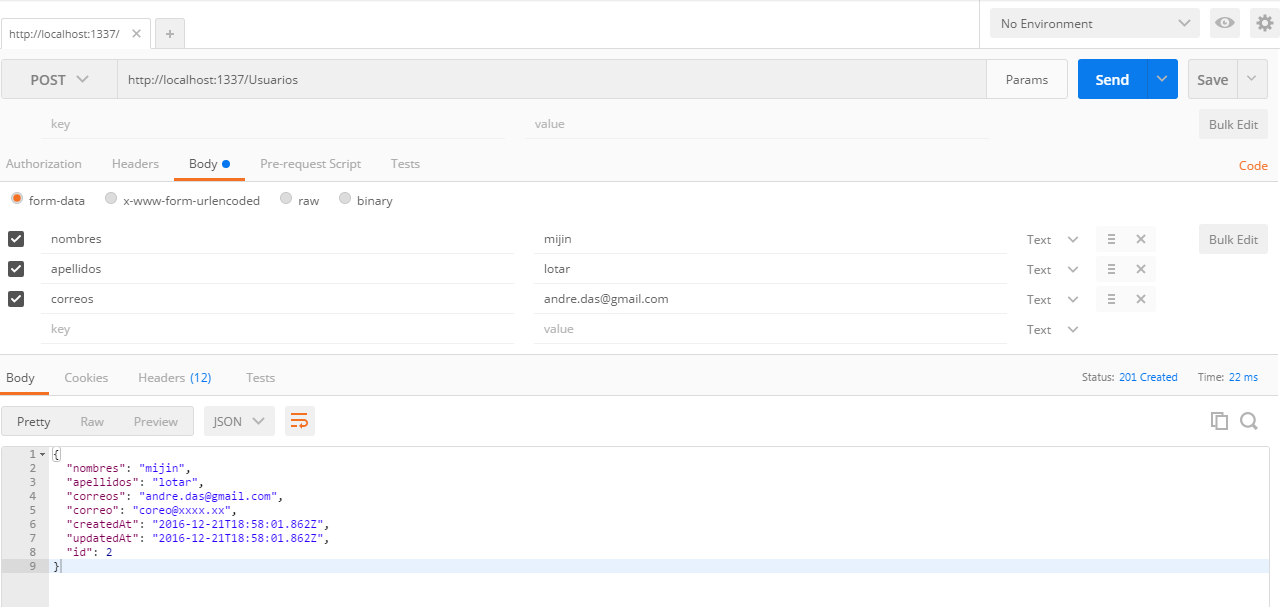 http://localhost:1337/ No Environment
POST http://localhost:1337/Usuarios Params Send Save
key value Bulk Edit
Authorization Headers Body Pre-request Script Tests Code
form-data x-www-form-urlencoded raw binary
nombres mijin Text Bulk Edit
apellidos lotar Text
correos andre.das@gmail.com Text
key value Text
Body Cookies Headers (12) Tests Status: 201 Created Time: 22 ms
Pretty Raw Preview JSON
1 {
2 "nombres": "mijin",
3 "apellidos": "lotar",
4 "correos": "andre.das@gmail.com",
5 "correo": "coreo@xxxx.xx",
6 "createdAt": "2016-12-21T18:58:01.862Z",
7 "updatedAt": "2016-12-21T18:58:01.862Z",
8 "id": 2
9 }